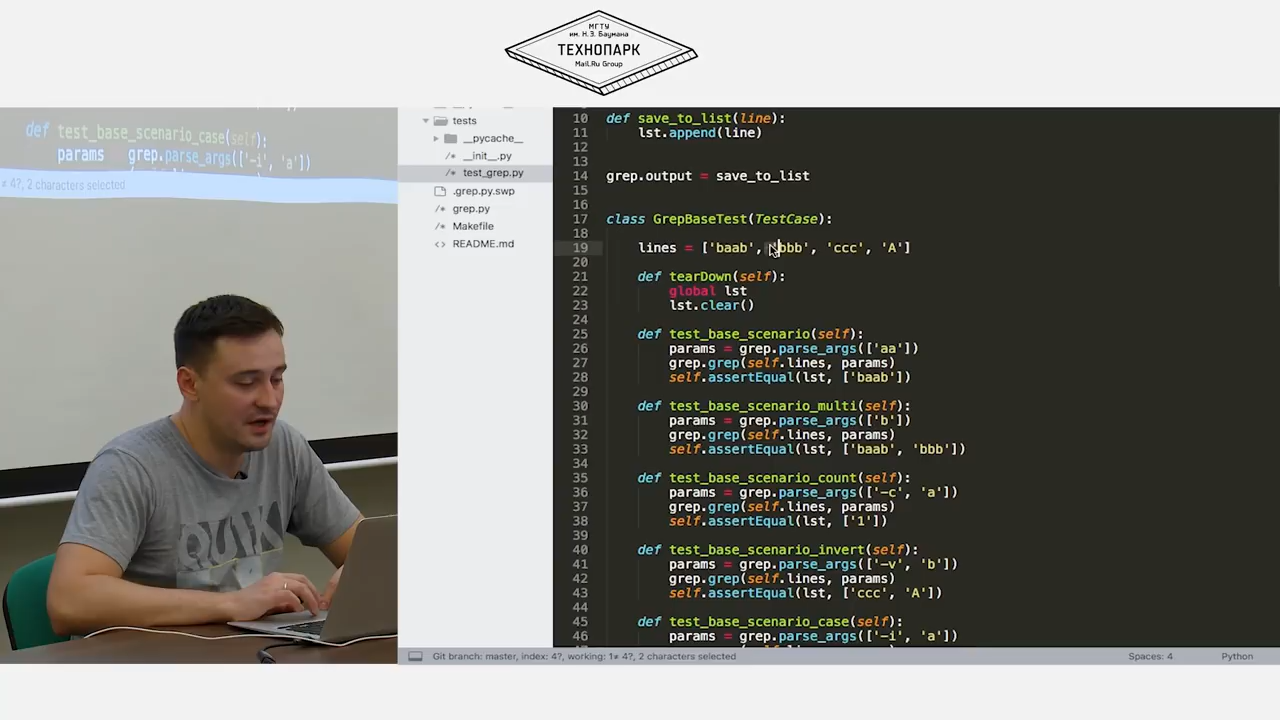 МГТУ
им. Н.Э. Баумана
ТЕХНОПАРК
Mail.Ru Group
def test_base_scenario_case(self):
params grep.parse_args(['-i', 'a'])
≠ 4?, 2 characters selected
QUNK
tests
__pycache__
/* __init__.py
/* test_grep.py
.grep.py.swp
/* grep.py
/* Makefile
<> README.md
10 def save_to_list(line):
11 lst.append(line)
12
13
14 grep.output = save_to_list
15
16
17 class GrepBaseTest(TestCase):
18
19 lines = ['baab', 'bbb', 'ccc', 'A']
20
21 def tearDown(self):
22 global lst
23 lst.clear()
24
25 def test_base_scenario(self):
26 params = grep.parse_args(['aa'])
27 grep.grep(self.lines, params)
28 self.assertEqual(lst, ['baab'])
29
30 def test_base_scenario_multi(self):
31 params = grep.parse_args(['b'])
32 grep.grep(self.lines, params)
33 self.assertEqual(lst, ['baab', 'bbb'])
34
35 def test_base_scenario_count(self):
36 params = grep.parse_args(['-c', 'a'])
37 grep.grep(self.lines, params)
38 self.assertEqual(lst, ['1'])
39
40 def test_base_scenario_invert(self):
41 params = grep.parse_args(['-v', 'b'])
42 grep.grep(self.lines, params)
43 self.assertEqual(lst, ['ccc', 'A'])
44
45 def test_base_scenario_case(self):
46 params = grep.parse_args(['-i', 'a'])
Git branch: master, index: 4?, working: 1≠ 4?, 2 characters selected
Spaces: 4
Python